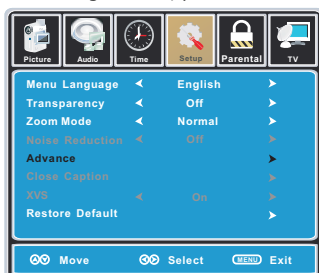 Picture Audio Time Setup Parental TV
Menu Language English
Transparency Off
Zoom Mode Normal
Noise Reduction Off
Advance
Close Caption
XVS On
Restore Default
Move Select MENU Exit